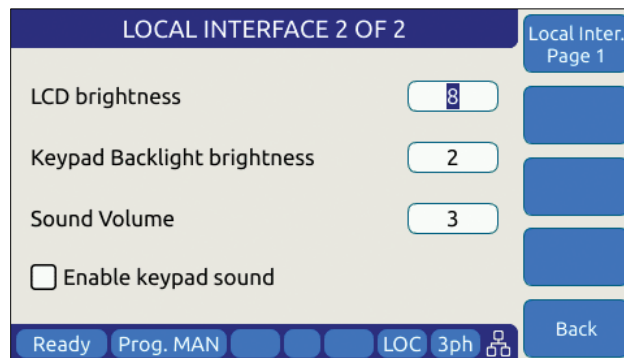 LOCAL INTERFACE 2 OF 2
Local Inter.
Page 1
LCD brightness
8
Keypad Backlight brightness
2
Sound Volume
3
Enable keypad sound
Back
Ready
Prog. MAN
LOC
3ph